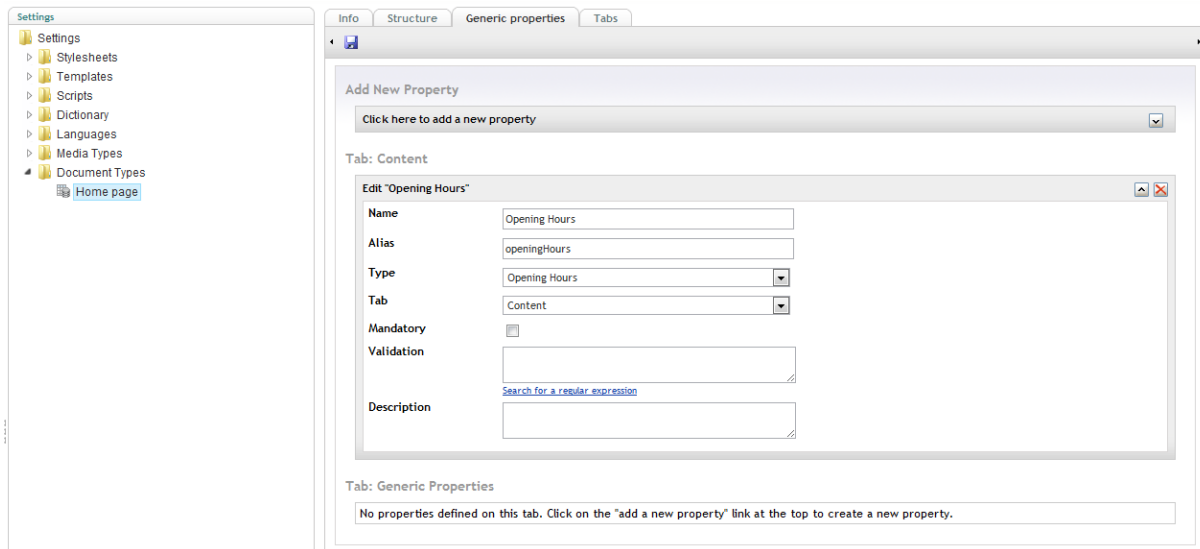 Settings
Settings
Stylesheets
Templates
Scripts
Dictionary
Languages
Media Types
Document Types
Home page
Info Structure Generic properties Tabs
Add New Property
Click here to add a new property
Tab: Content
Edit "Opening Hours"
Name Opening Hours
Alias openingHours
Type Opening Hours
Tab Content
Mandatory
Validation
Search for a regular expression
Description
Tab: Generic Properties
No properties defined on this tab. Click on the "add a new property" link at the top to create a new property.